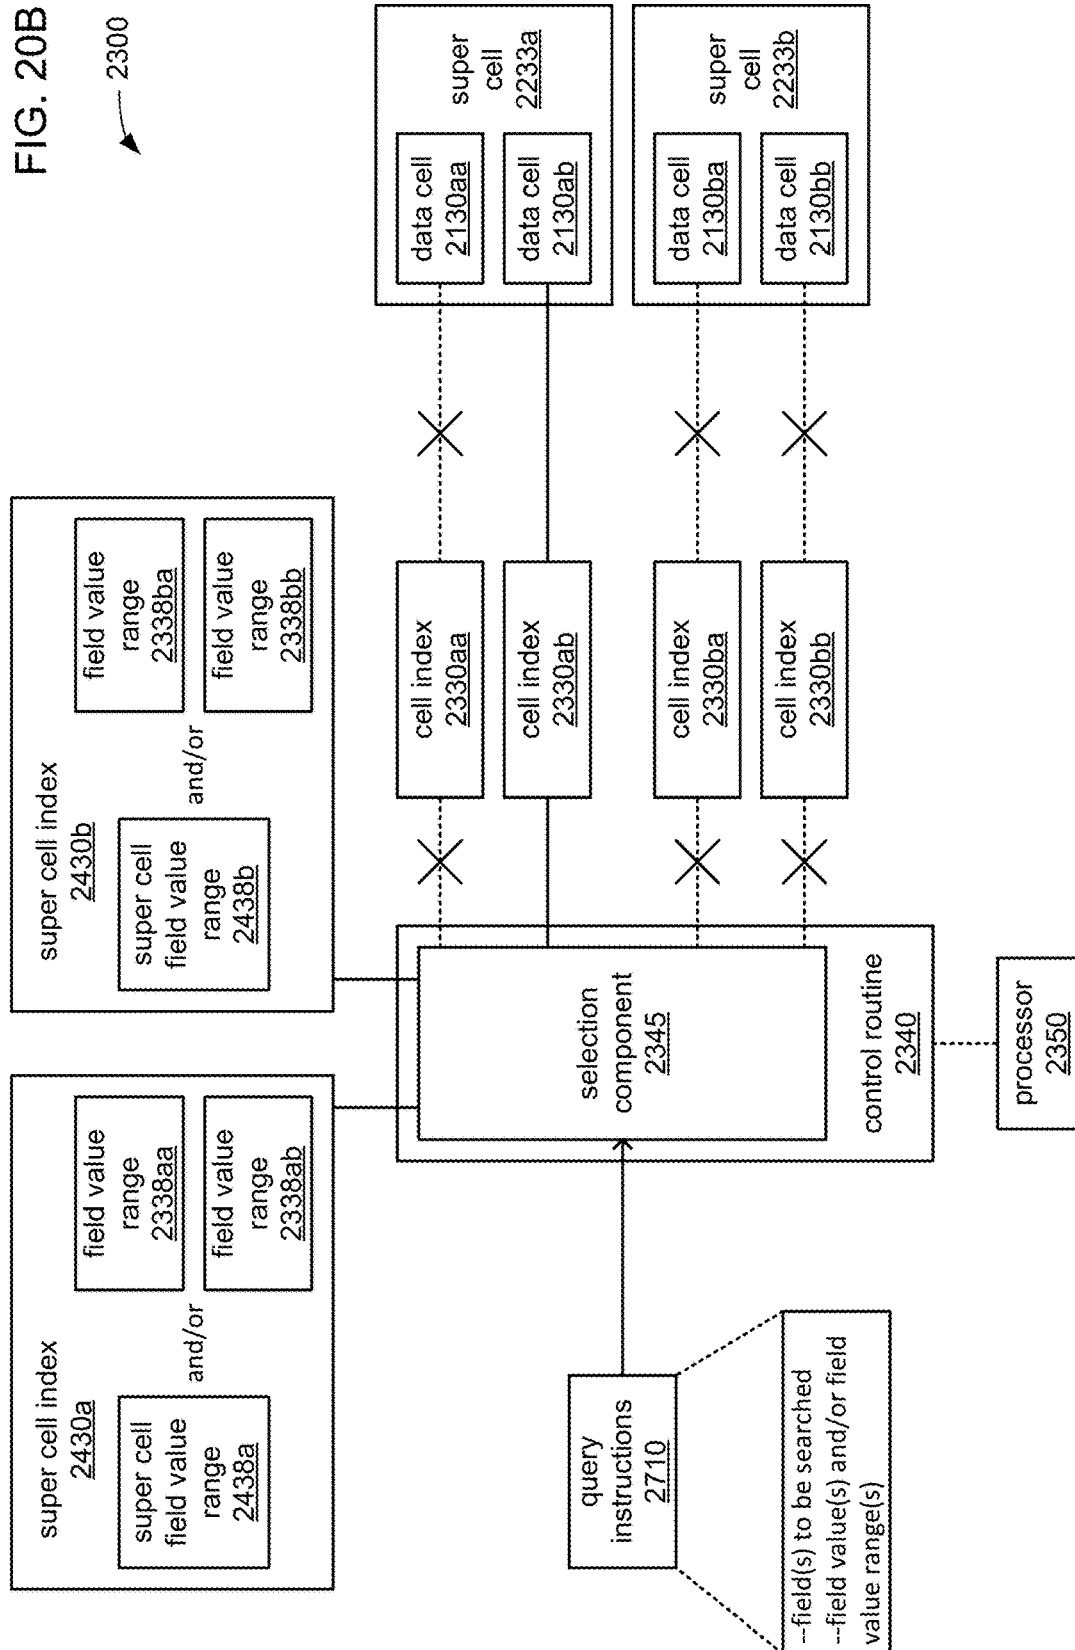 FIG. 20B
2300
super cell index
2430a
super cell
field value
range
2438a
and/or
field value
range
2338aa
field value
range
2338ab
super cell index
2430b
super cell
field value
range
2438b
and/or
field value
range
2338ba
field value
range
2338bb
query
instructions
2710
--field(s) to be searched
--field value(s) and/or field
value range(s)
selection
component
2345
control routine
2340
processor
2350
cell index
2330aa
cell index
2330ab
cell index
2330ba
cell index
2330bb
data cell
2130aa
data cell
2130ab
super
cell
2233a
data cell
2130ba
data cell
2130bb
super
cell
2233b